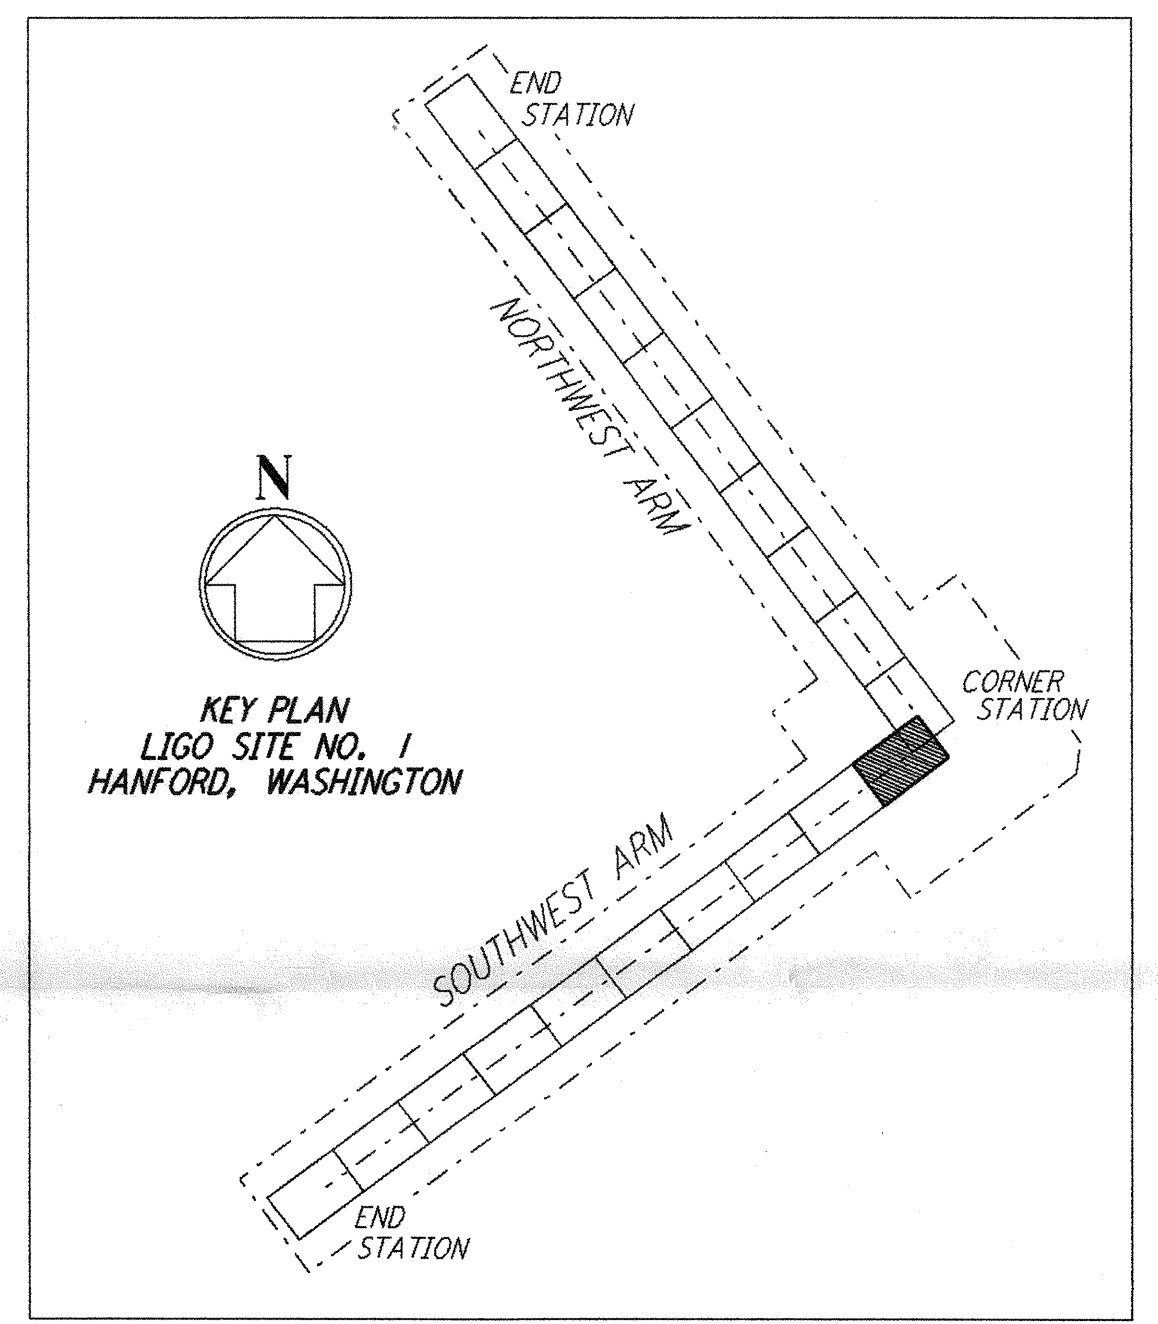 END
STATION
NORTHWEST ARM
N
CORNER
STATION
KEY PLAN
LIGO SITE NO. 1
HANFORD, WASHINGTON
SOUTHWEST ARM
END
STATION